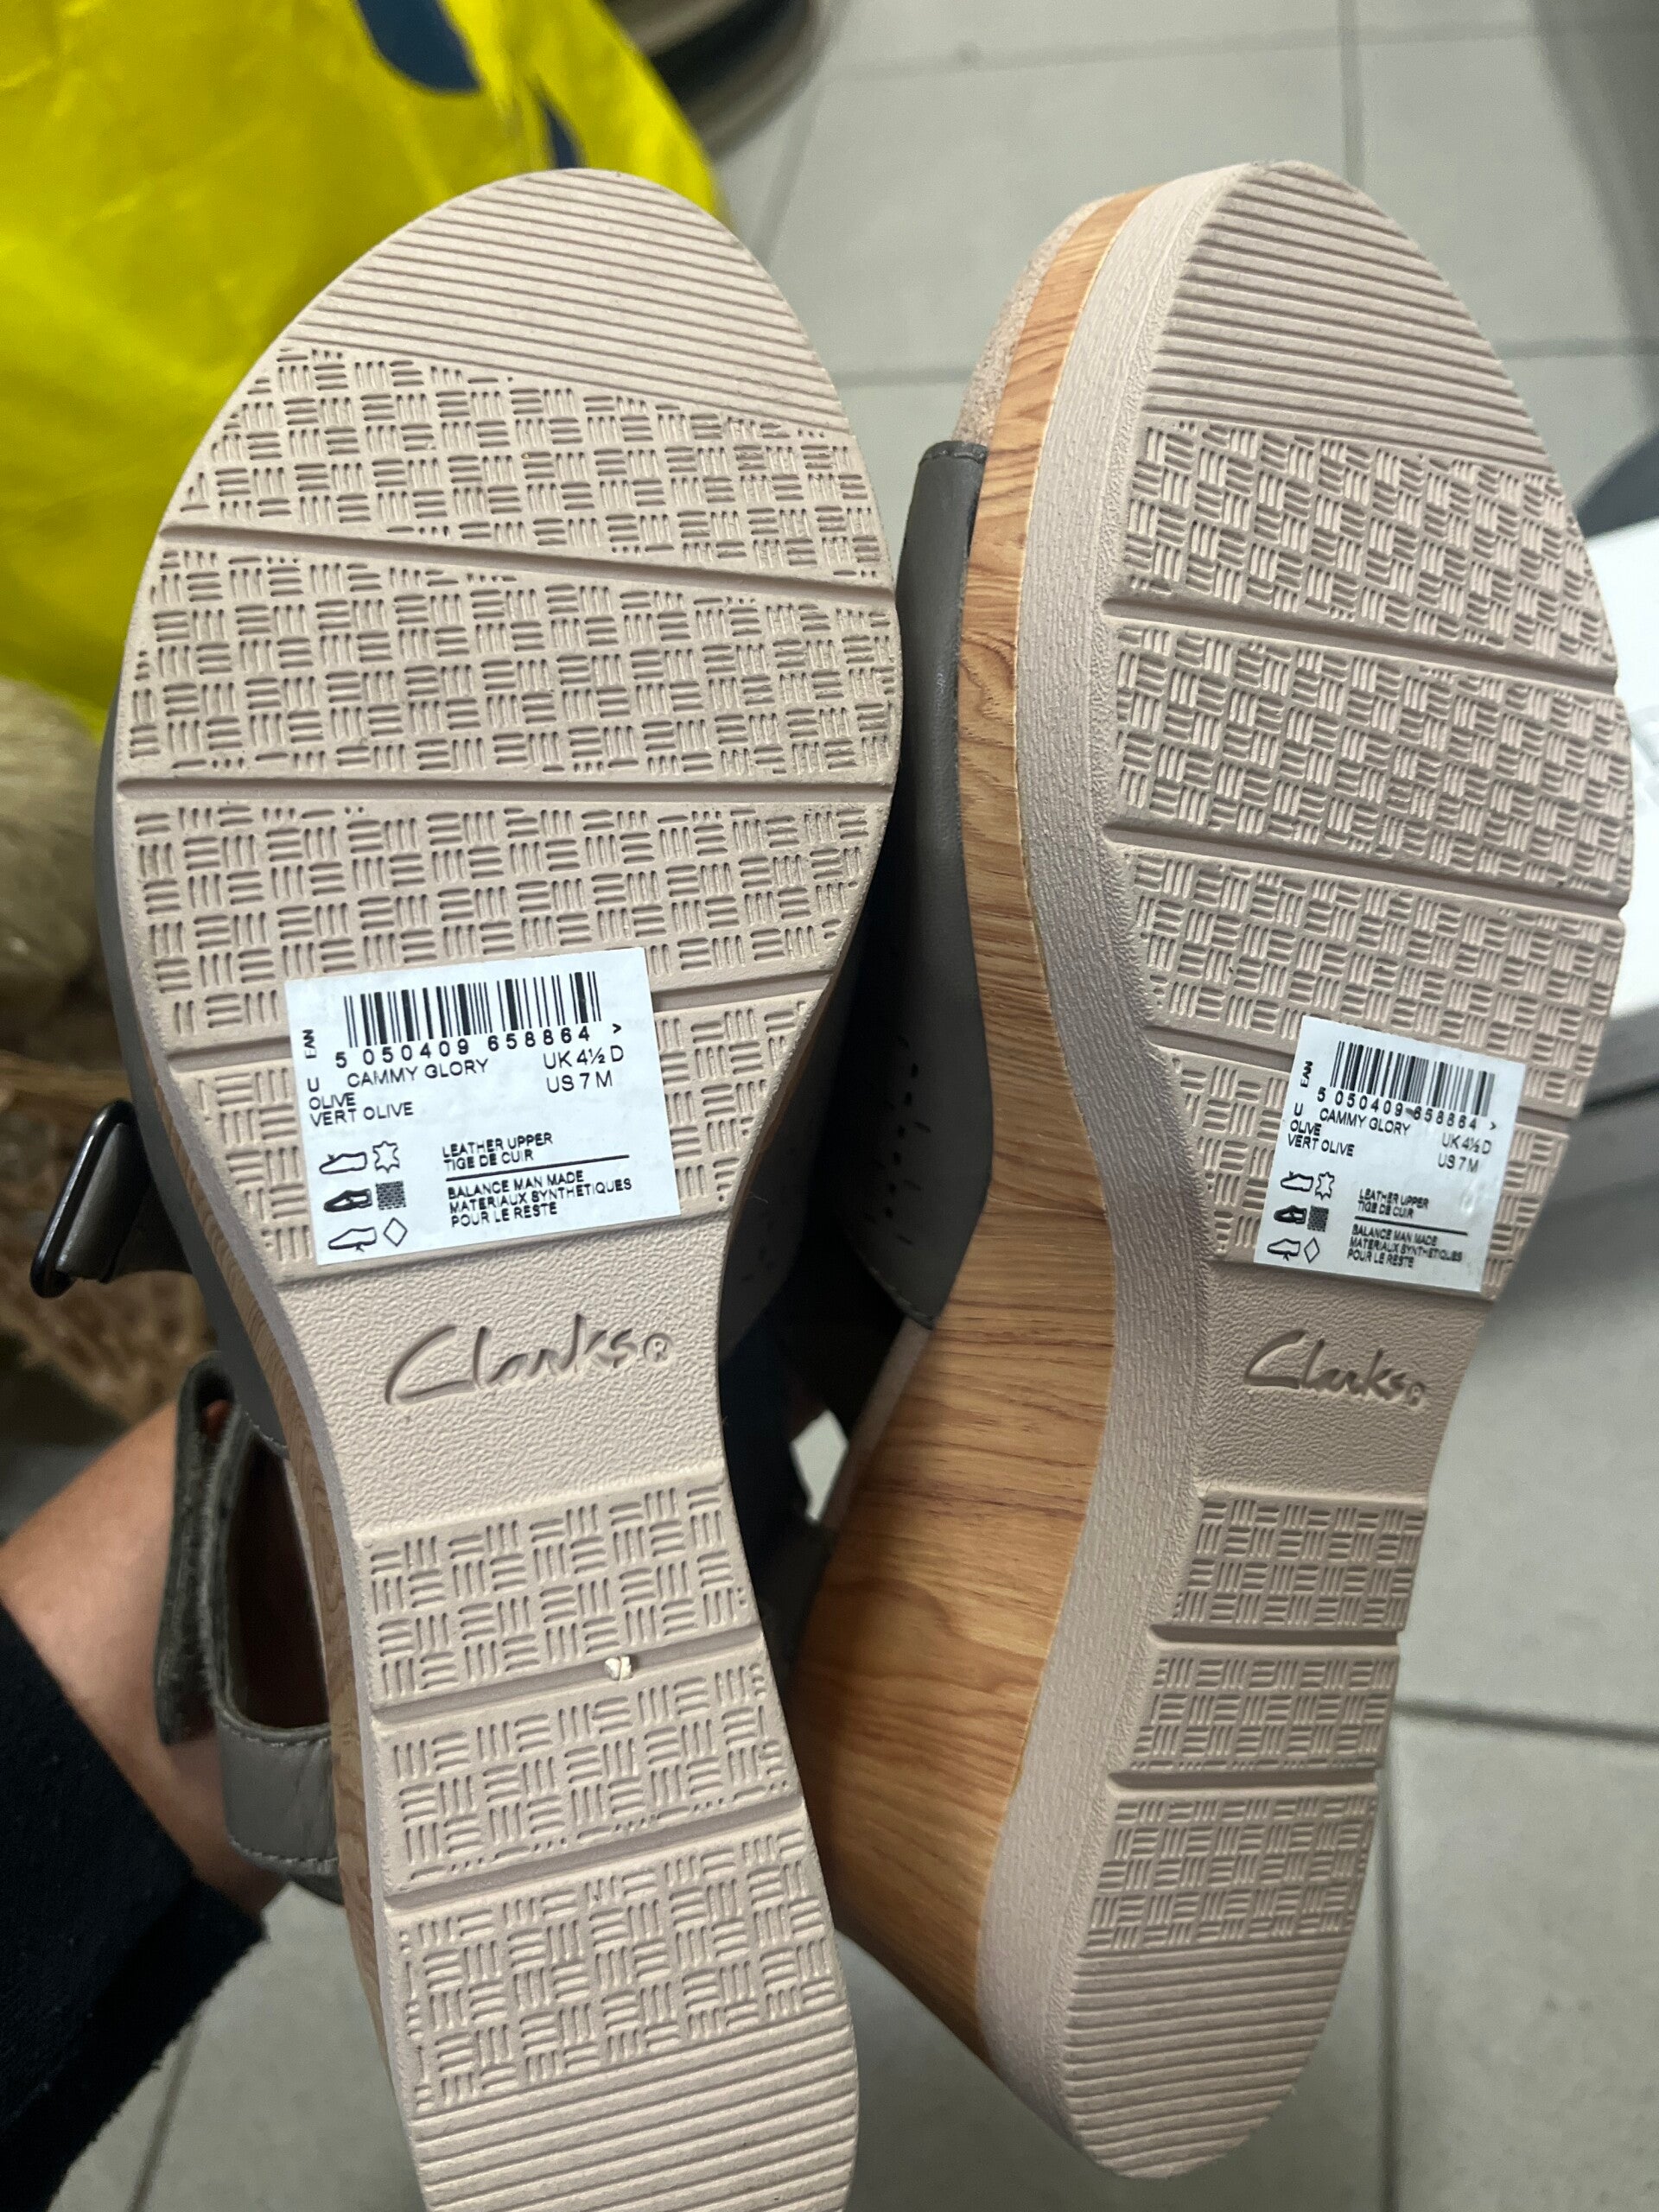 EAN
5 050409 658864 >
U CAMMY GLORY UK 4½ D
OLIVE US 7 M
VERT OLIVE
LEATHER UPPER
TIGE DE CUIR
BALANCE MAN MADE
MATERIAUX SYNTHETIQUES
POUR LE RESTE
Clarks®
EAN
5 050409 658864 >
U CAMMY GLORY UK 4½ D
OLIVE US 7 M
VERT OLIVE
LEATHER UPPER
TIGE DE CUIR
BALANCE MAN MADE
MATERIAUX SYNTHETIQUES
POUR LE RESTE
Clarks®